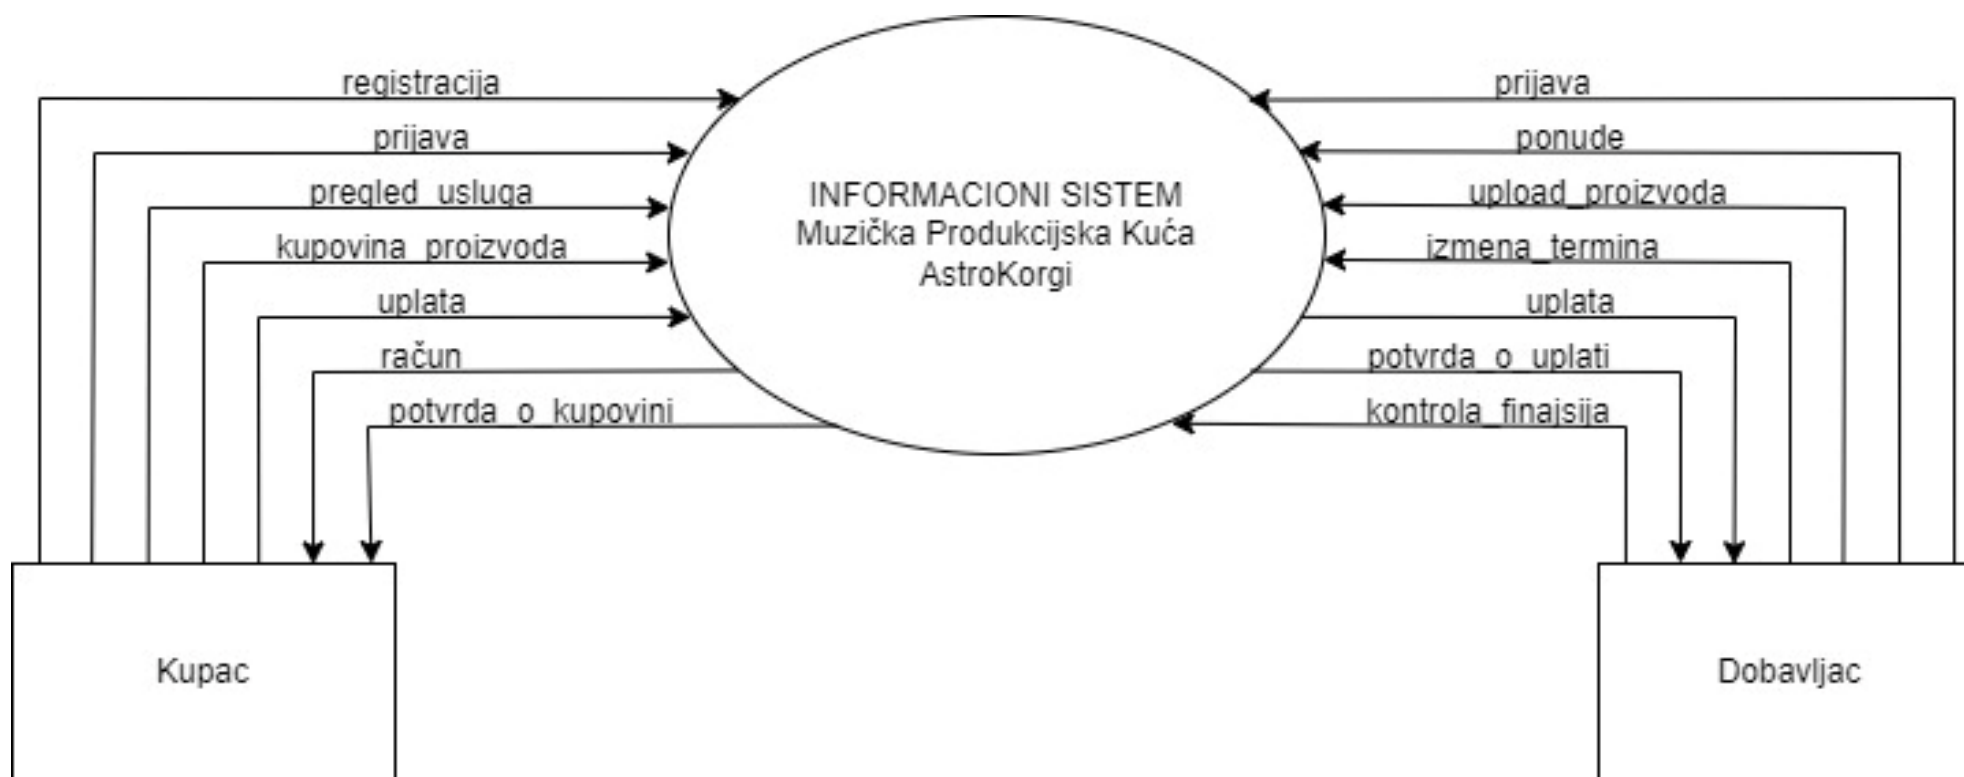 registracija
prijava
pregled_usluga
kupovina_proizvoda
uplata
račun
potvrda_o_kupovini
INFORMACIONI SISTEM
Muzička Produkcijska Kuća
AstroKorgi
prijava
ponude
upload_proizvoda
izmena_termina
uplata
potvrda_o_uplati
kontrola_finajsija
Kupac
Dobavljac